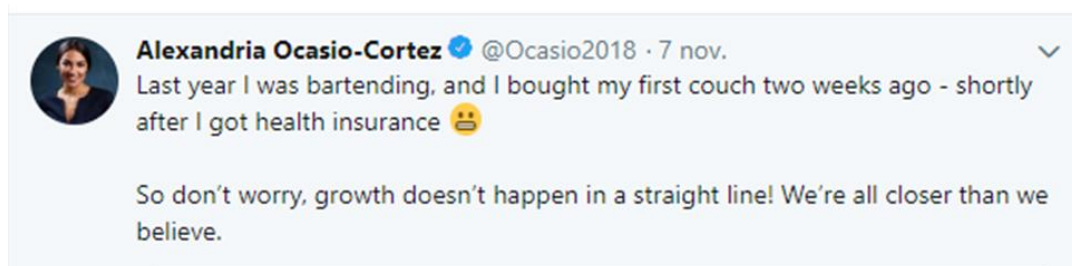 Alexandria Ocasio-Cortez @Ocasio2018 · 7 nov.
Last year I was bartending, and I bought my first couch two weeks ago - shortly
after I got health insurance 😬
So don’t worry, growth doesn’t happen in a straight line! We’re all closer than we
believe.